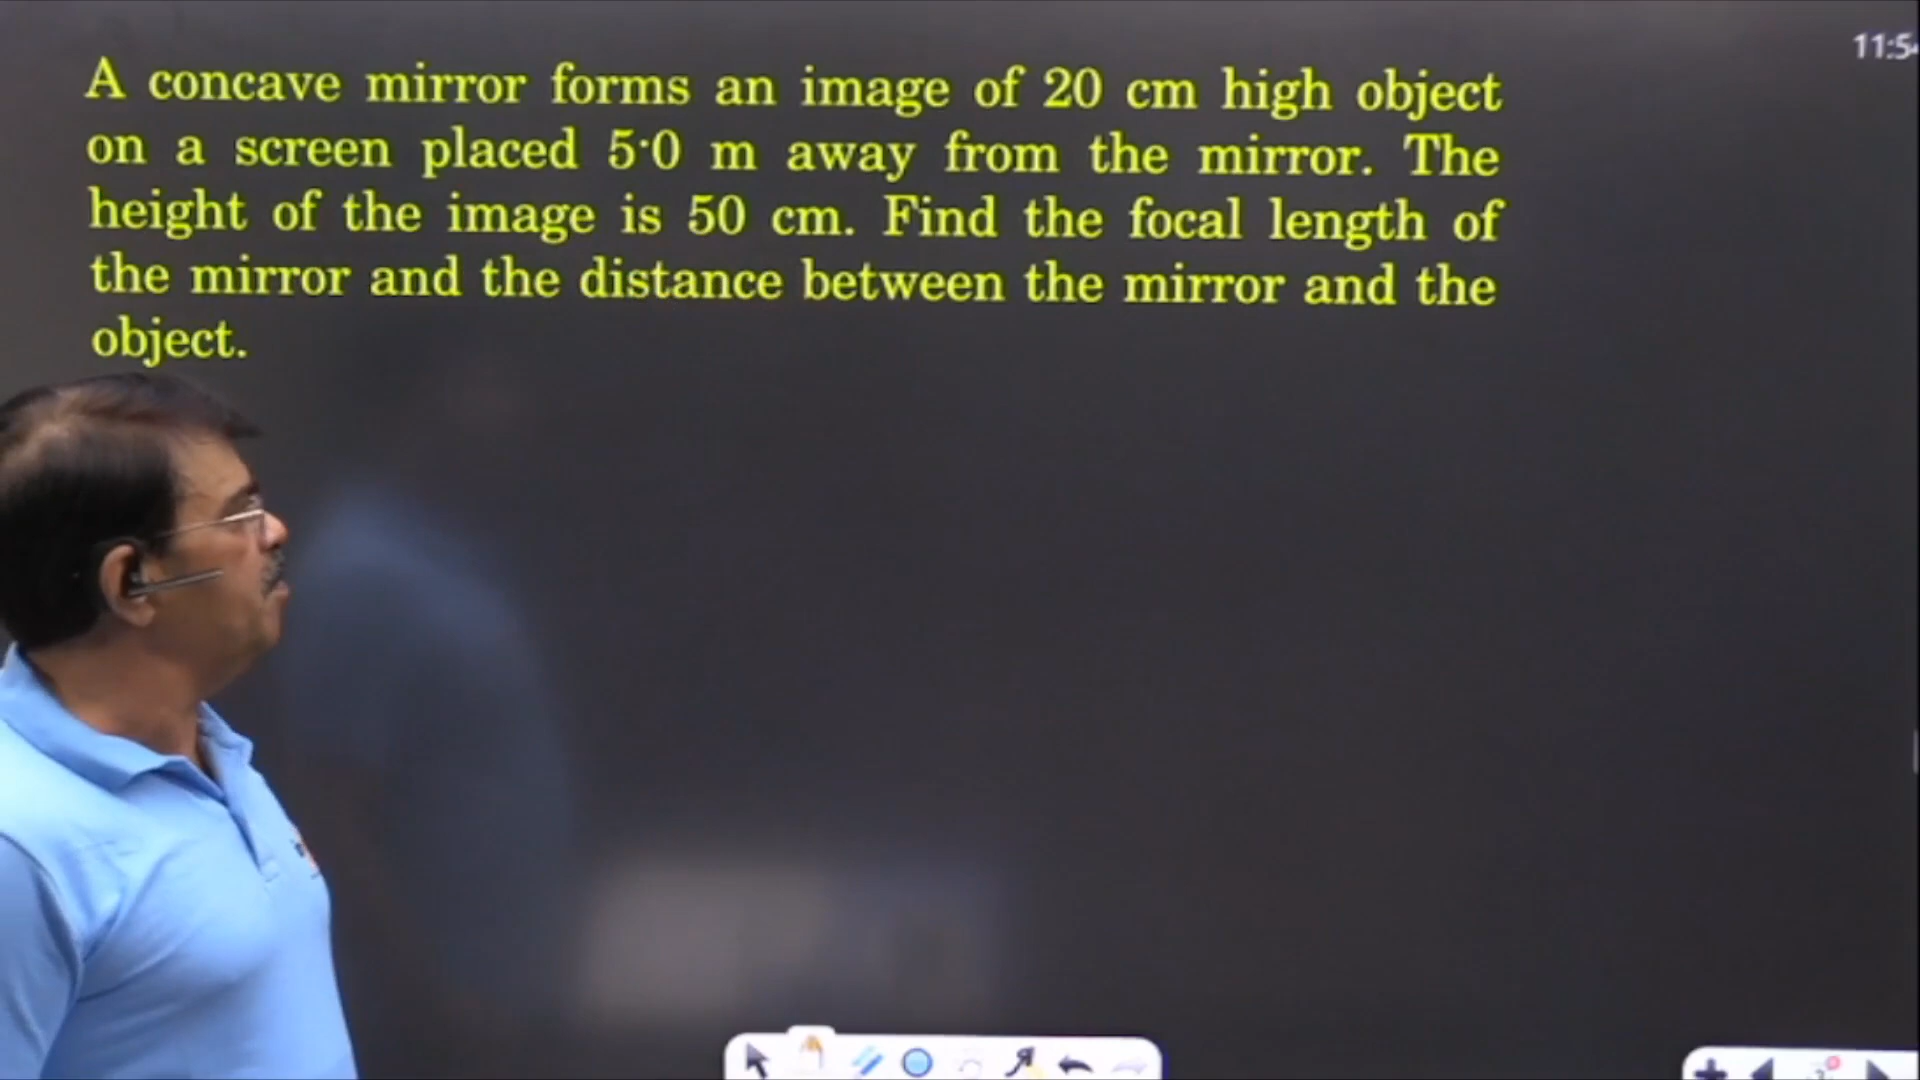 A concave mirror forms an image of 20 cm high object
on a screen placed 5·0 m away from the mirror. The
height of the image is 50 cm. Find the focal length of
the mirror and the distance between the mirror and the
object.
11:5